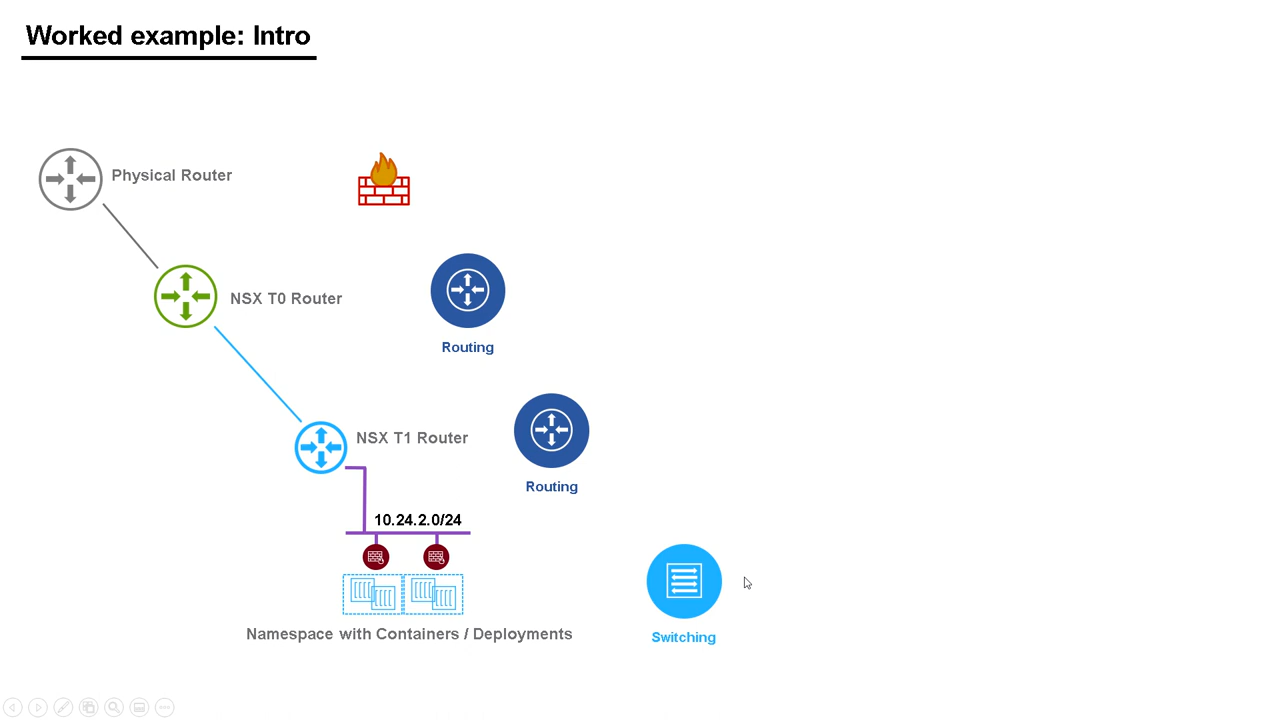 Worked example: Intro
Physical Router
NSX T0 Router
Routing
NSX T1 Router
Routing
10.24.2.0/24
Namespace with Containers / Deployments
Switching